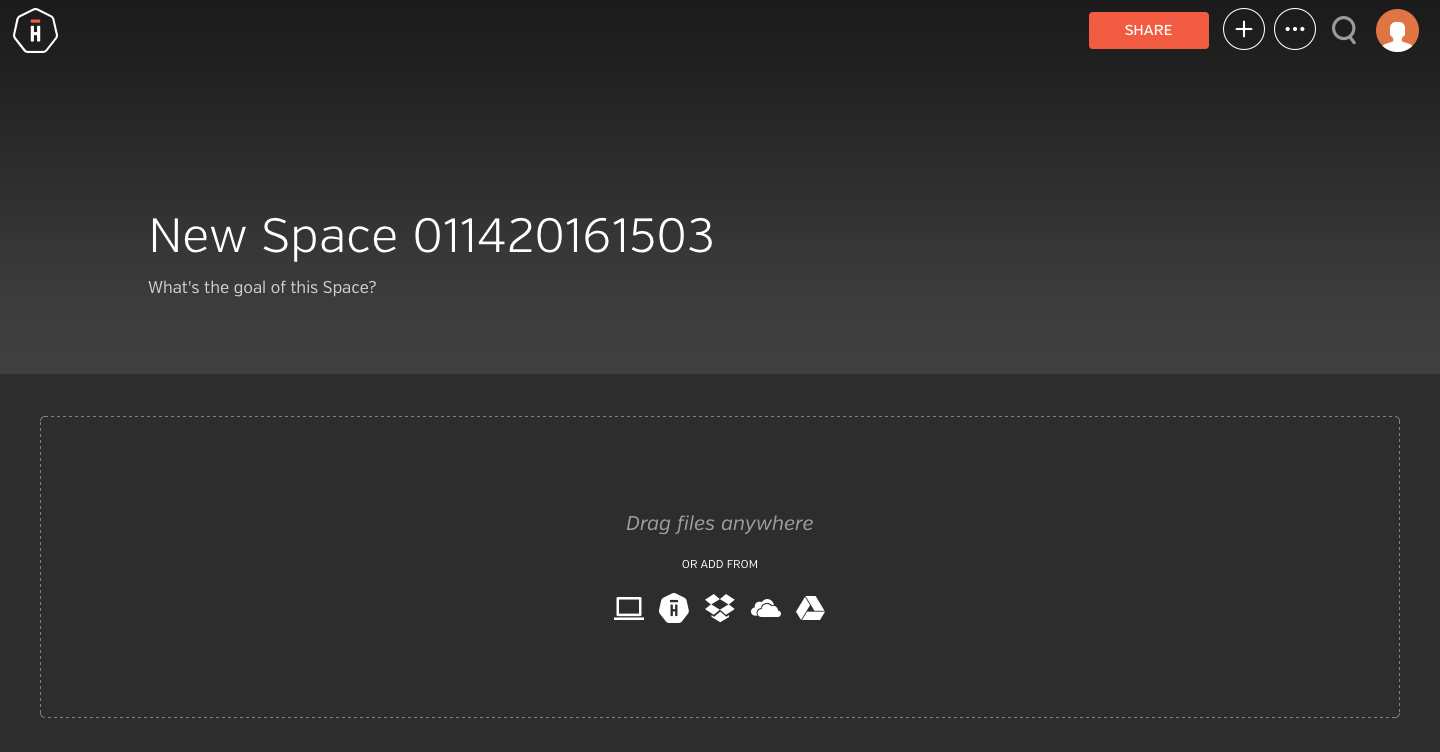 H
SHARE
New Space 011420161503
What's the goal of this Space?
Drag files anywhere
OR ADD FROM
H